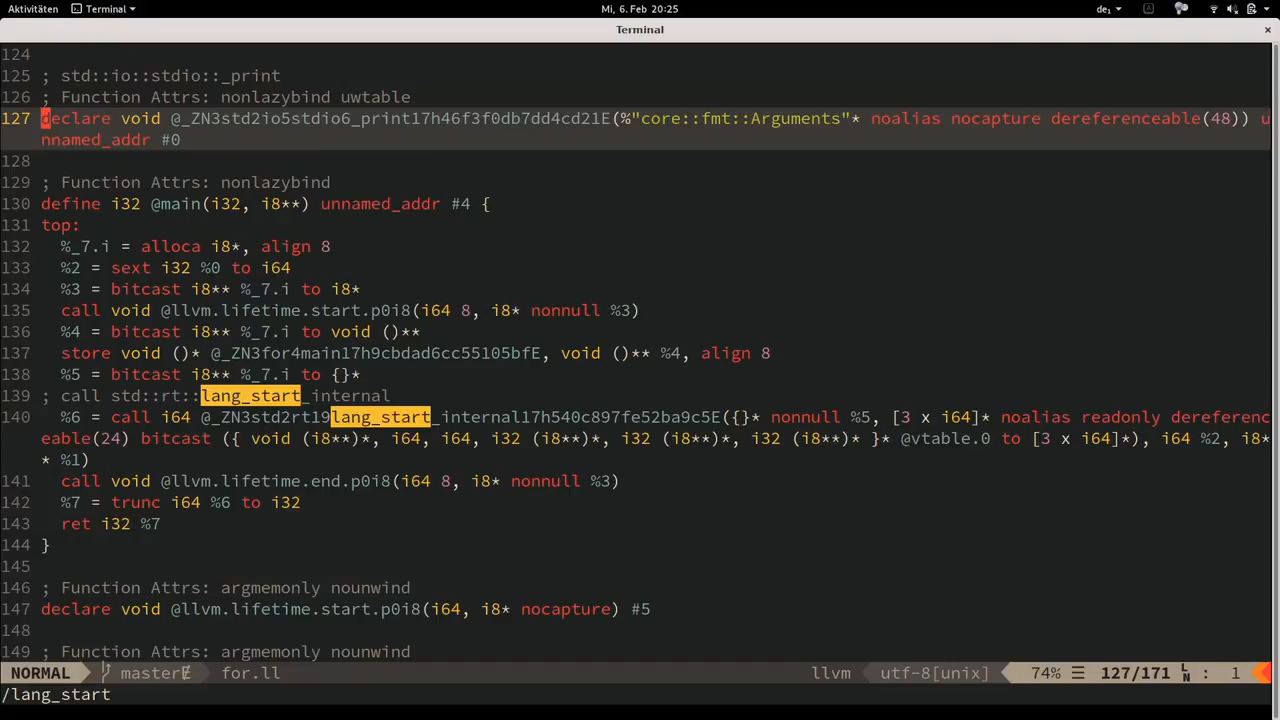 Aktivitäten Terminal Mi, 6. Feb 20:25 de₁
Terminal
124
125 ; std::io::stdio::_print
126 ; Function Attrs: nonlazybind uwtable
127 declare void @_ZN3std2io5stdio6_print17h46f3f0db7dd4cd21E(%"core::fmt::Arguments"* noalias nocapture dereferenceable(48)) u
nnamed_addr #0
128
129 ; Function Attrs: nonlazybind
130 define i32 @main(i32, i8**) unnamed_addr #4 {
131 top:
132 %_7.i = alloca i8*, align 8
133 %2 = sext i32 %0 to i64
134 %3 = bitcast i8** %_7.i to i8*
135 call void @llvm.lifetime.start.p0i8(i64 8, i8* nonnull %3)
136 %4 = bitcast i8** %_7.i to void ()**
137 store void ()* @_ZN3for4main17h9cbdad6cc55105bfE, void ()** %4, align 8
138 %5 = bitcast i8** %_7.i to {}*
139 ; call std::rt::lang_start_internal
140 %6 = call i64 @_ZN3std2rt19lang_start_internal17h540c897fe52ba9c5E({}* nonnull %5, [3 x i64]* noalias readonly dereferenc
eable(24) bitcast ({ void (i8**)*, i64, i64, i32 (i8**)*, i32 (i8**)*, i32 (i8**)* }* @vtable.0 to [3 x i64]*), i64 %2, i8*
* %1)
141 call void @llvm.lifetime.end.p0i8(i64 8, i8* nonnull %3)
142 %7 = trunc i64 %6 to i32
143 ret i32 %7
144 }
145
146 ; Function Attrs: argmemonly nounwind
147 declare void @llvm.lifetime.start.p0i8(i64, i8* nocapture) #5
148
149 ; Function Attrs: argmemonly nounwind
NORMAL master for.ll llvm utf-8[unix] 74% ☰ 127/171 LN : 1
/lang_start